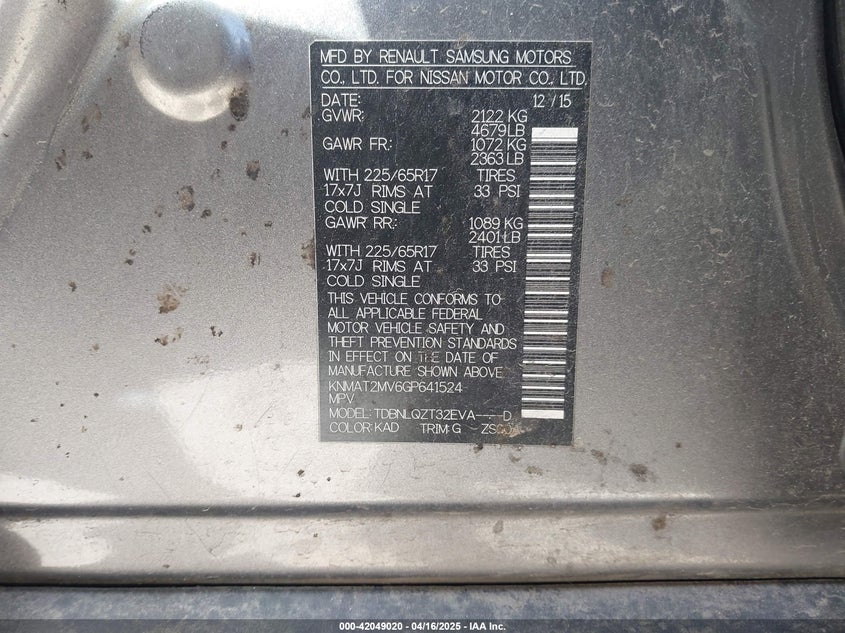 MFD BY RENAULT SAMSUNG MOTORS
CO., LTD. FOR NISSAN MOTOR CO., LTD.
DATE: 12 / 15
GVWR: 2122 KG
4679LB
GAWR FR.: 1072 KG
2363 LB
WITH 225/65R17 TIRES
17x7J RIMS AT 33 PSI
COLD SINGLE
GAWR RR.: 1089 KG
2401 LB
WITH 225/65R17 TIRES
17x7J RIMS AT 33 PSI
COLD SINGLE
THIS VEHICLE CONFORMS TO
ALL APPLICABLE FEDERAL
MOTOR VEHICLE SAFETY AND
THEFT PREVENTION STANDARDS
IN EFFECT ON THE DATE OF
MANUFACTURE SHOWN ABOVE
KNMAT2MV6GP641524
MPV
MODEL: TDBNLQZT32EVA----D
COLOR: KAD TRIM: G -
000-42049020 - 04/16/2025 - IAA Inc.